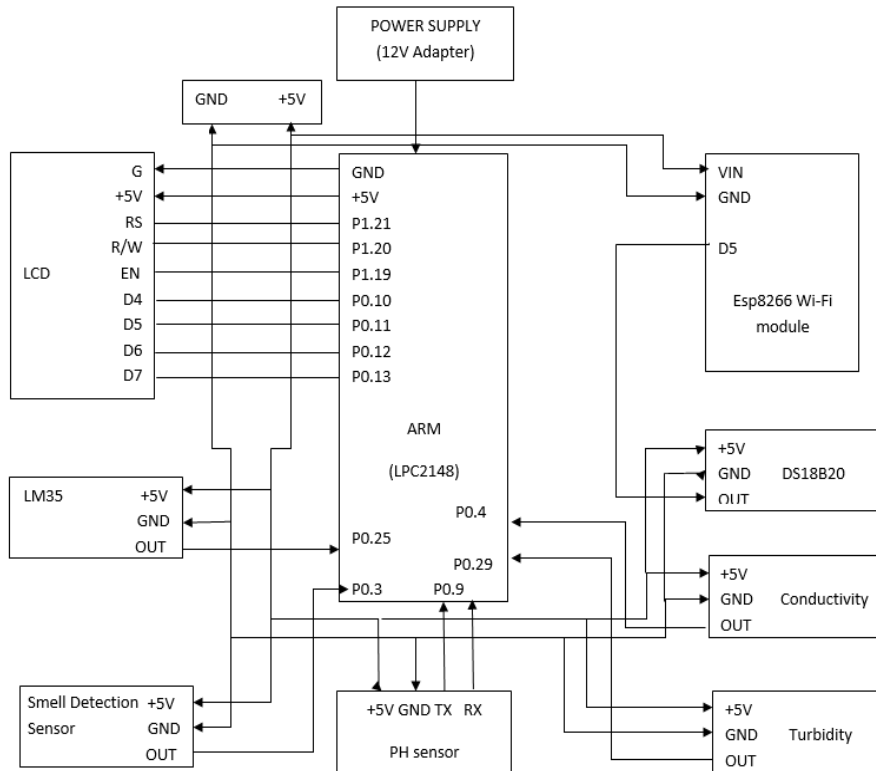 POWER SUPPLY
(12V Adapter)
GND +5V
LCD
G
+5V
RS
R/W
EN
D4
D5
D6
D7
GND
+5V
P1.21
P1.20
P1.19
P0.10
P0.11
P0.12
P0.13
ARM
(LPC2148)
P0.4
P0.25
P0.29
P0.3
P0.9
VIN
GND
D5
Esp8266 Wi-Fi
module
+5V
GND DS18B20
OUT
LM35 +5V
GND
OUT
+5V
GND Conductivity
OUT
Smell Detection +5V
Sensor GND
OUT
+5V GND TX RX
PH sensor
+5V
GND Turbidity
OUT